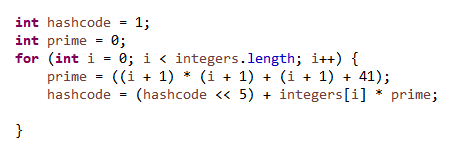 int hashcode = 1;
int prime = 0;
for (int i = 0; i < integers.length; i++) {
    prime = ((i + 1) * (i + 1) + (i + 1) + 41);
    hashcode = (hashcode << 5) + integers[i] * prime;

}